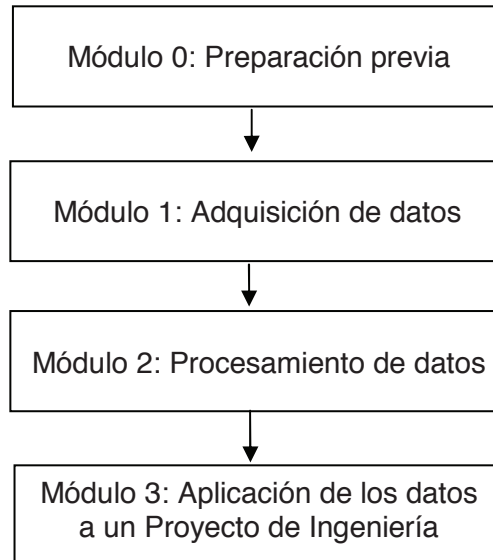 Módulo 0: Preparación previa
Módulo 1: Adquisición de datos
Módulo 2: Procesamiento de datos
Módulo 3: Aplicación de los datos
a un Proyecto de Ingeniería